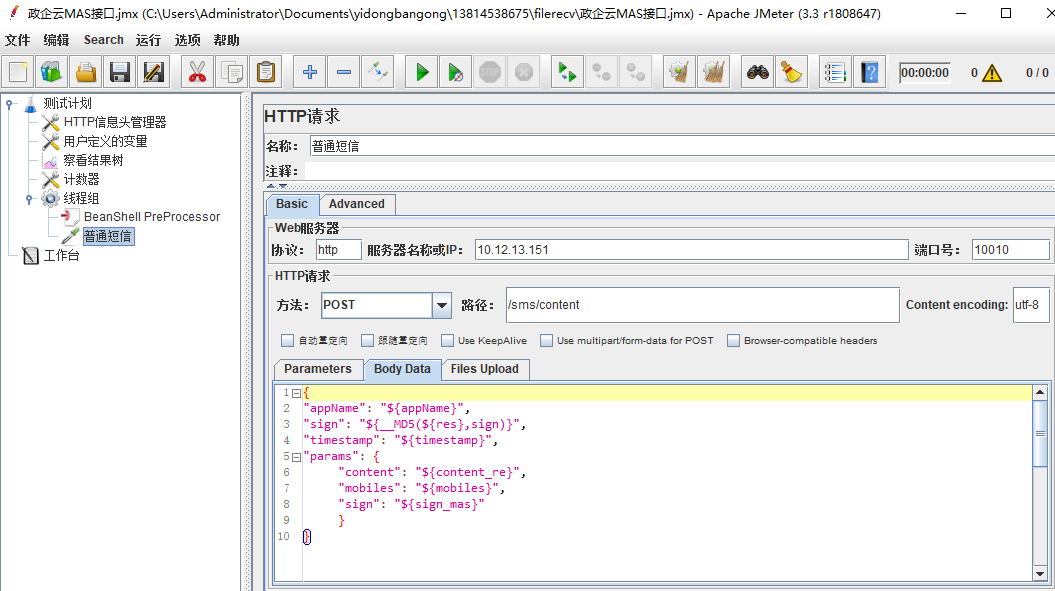 政企云MAS接口.jmx (C:\Users\Administrator\Documents\yidongbangong\13814538675\filerecv\政企云MAS接口.jmx) - Apache JMeter (3.3 r1808647)
文件 编辑 Search 运行 选项 帮助
STOP 00:00:00 0 0 / 0
测试计划
HTTP信息头管理器
用户定义的变量
察看结果树
计数器
线程组
BeanShell PreProcessor
普通短信
工作台
HTTP请求
名称: 普通短信
注释:
Basic Advanced
Web服务器
协议: http 服务器名称或IP: 10.12.13.151 端口号: 10010
HTTP请求
方法: POST 路径: /sms/content Content encoding: utf-8
自动重定向 跟随重定向 Use KeepAlive Use multipart/form-data for POST Browser-compatible headers
Parameters Body Data Files Upload
1 {
2 "appName": "${appName}",
3 "sign": "${__MD5(${res},sign)}",
4 "timestamp": "${timestamp}",
5 "params": {
6 "content": "${content_re}",
7 "mobiles": "${mobiles}",
8 "sign": "${sign_mas}"
9 }
10 }